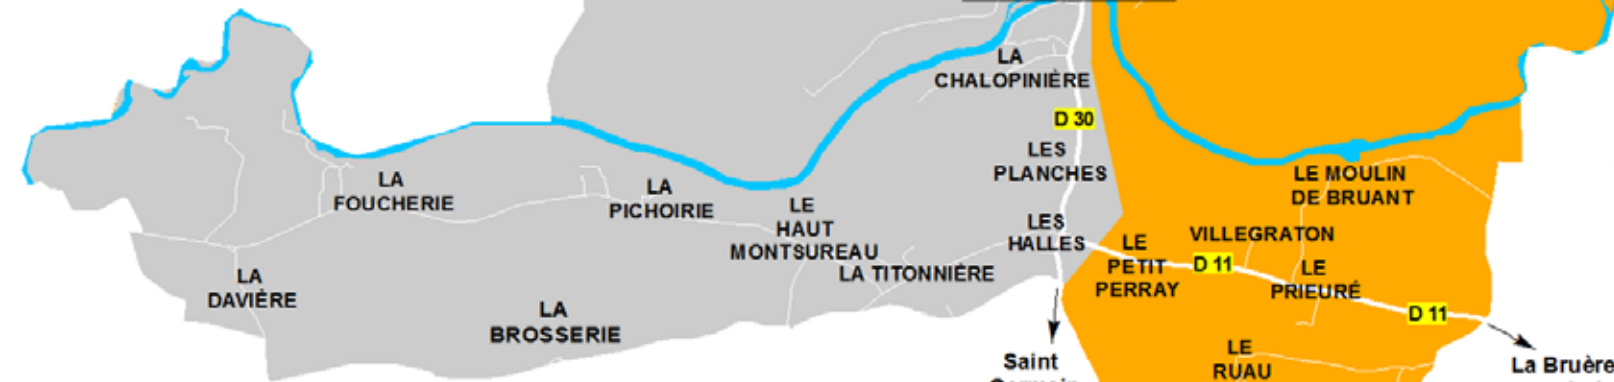 LA
CHALOPINIÈRE
D 30
LES
PLANCHES
LE MOULIN
DE BRUANT
LA
FOUCHERIE
LA
PICHOIRIE
LE
HAUT
MONTSUREAU
LES
HALLES
VILLEGRATON
LE
PETIT
PERRAY
D 11
LE
PRIEURÉ
LA TITONNIÈRE
LA
DAVIÈRE
LA
BROSSERIE
D 11
LE
RUAU
Saint
La Bruère